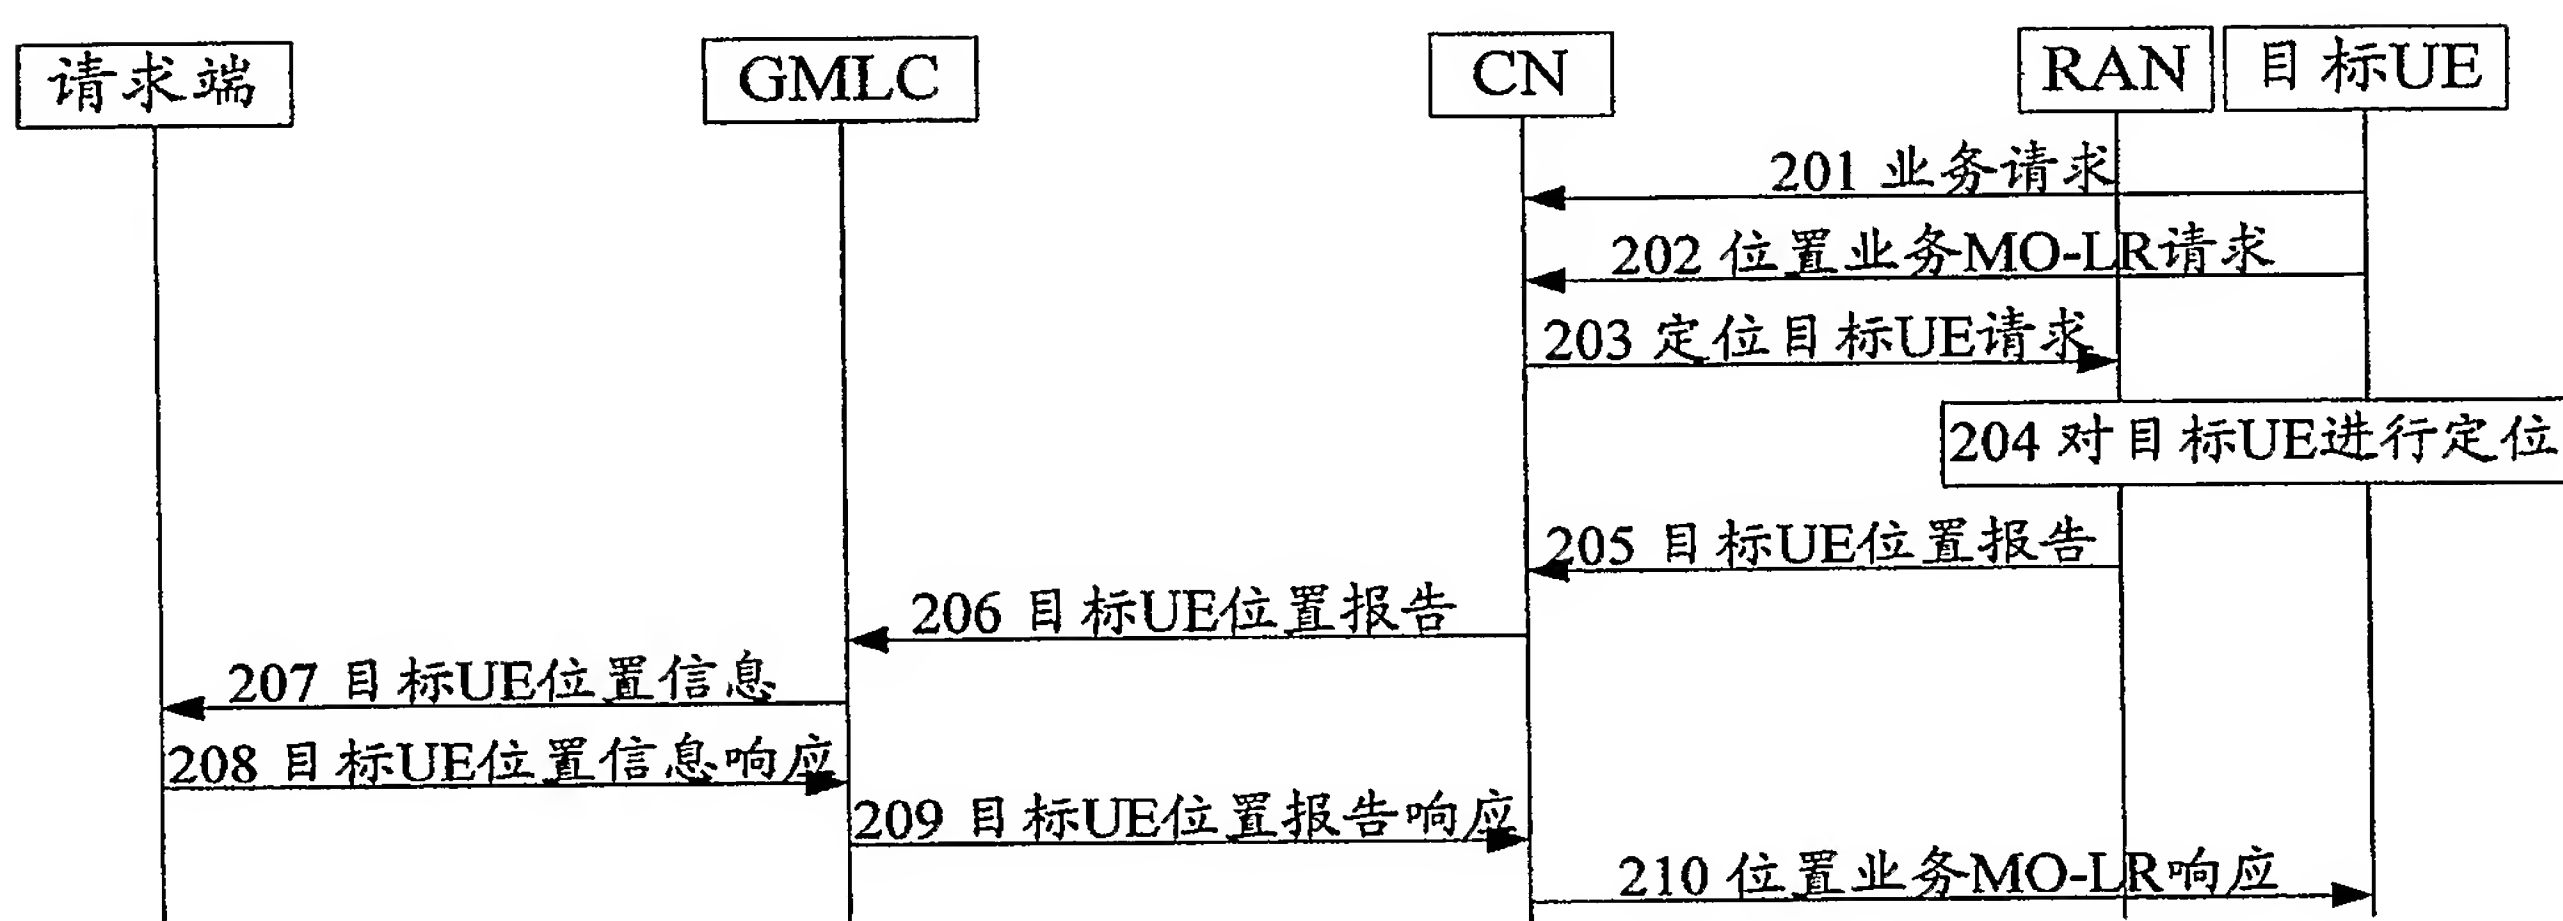 请求端
GMLC
CN
RAN
目标UE
201 业务请求
202 位置业务MO-LR请求
203 定位目标UE请求
204 对目标UE进行定位
205 目标UE位置报告
206 目标UE位置报告
207 目标UE位置信息
208 目标UE位置信息响应
209 目标UE位置报告响应
210 位置业务MO-LR响应